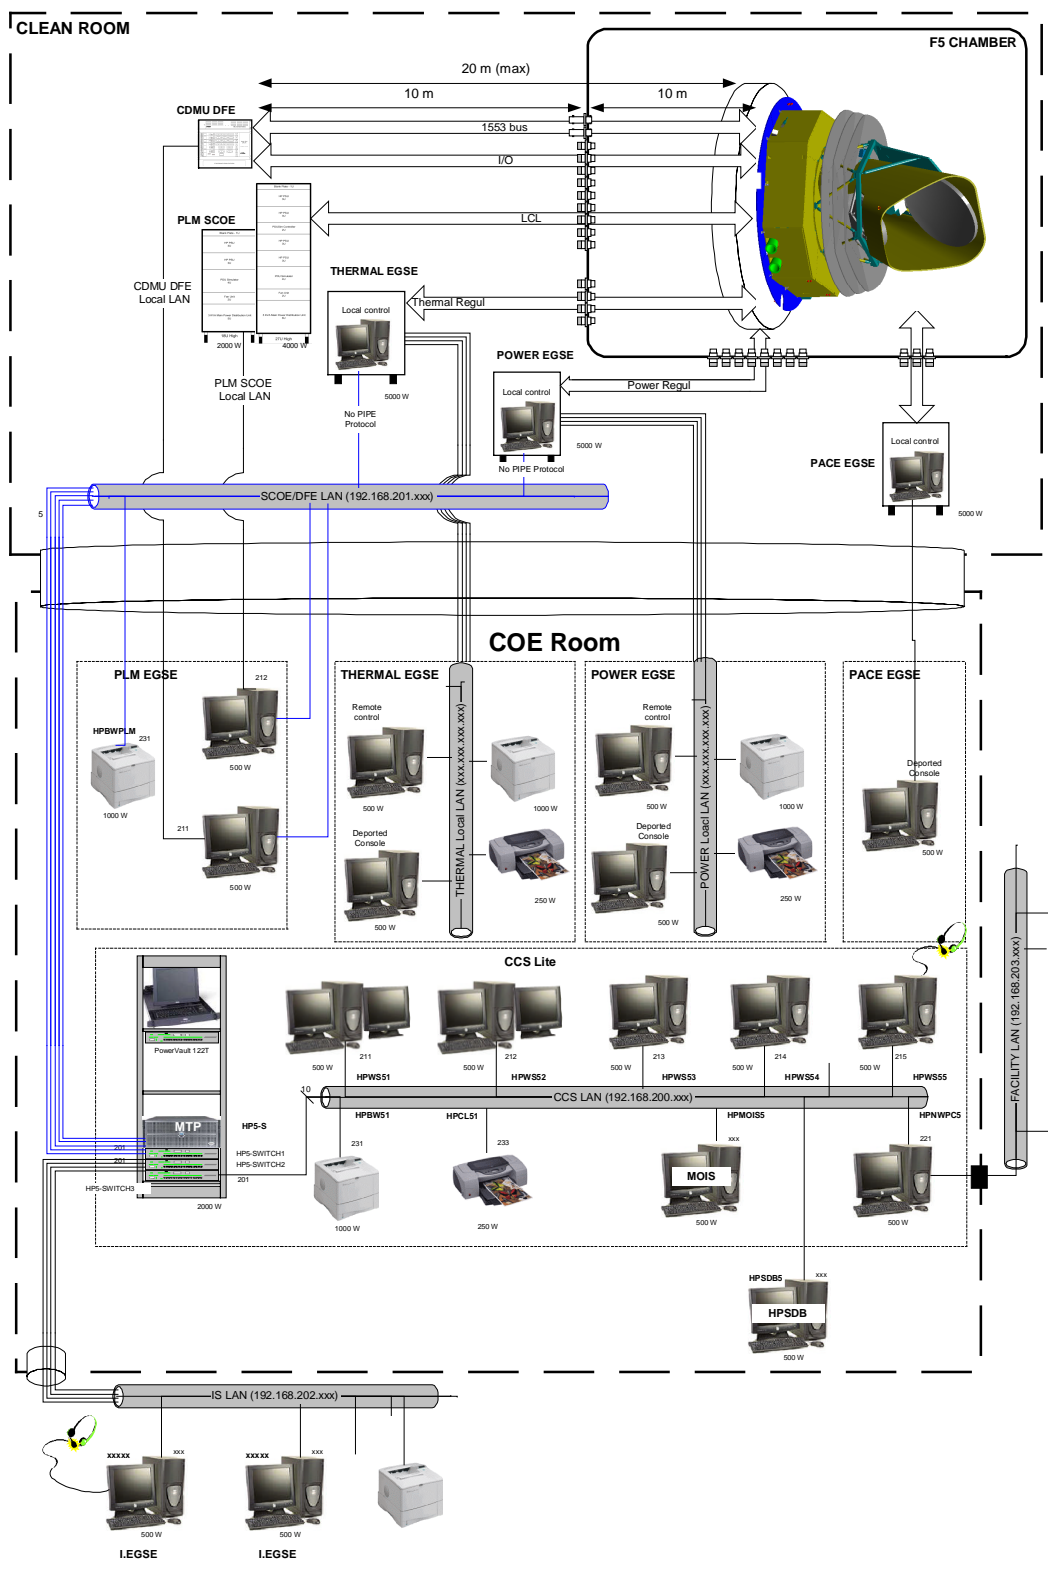 CLEAN ROOM
F5 CHAMBER
20 m (max)
10 m
10 m
CDMU DFE
1553 bus
I/O
PLM SCOE
LCL
THERMAL EGSE
CDMU DFE
Local LAN
Thermal Regul
Local control
18U High
2000 W
27U High
4000 W
POWER EGSE
PLM SCOE
Local LAN
5000 W
Local control
Power Regul
No PIPE
Protocol
5000 W
Local control
No PIPE Protocol
PACE EGSE
SCOE/DFE LAN (192.168.201.xxx)
5
5000 W
COE Room
PLM EGSE
212
THERMAL EGSE
POWER EGSE
PACE EGSE
Remote
control
Remote
control
HPBWPLM
231
500 W
Deported
Console
1000 W
500 W
1000 W
500 W
1000 W
211
Deported
Console
Deported
Console
500 W
500 W
250 W
500 W
250 W
500 W
THERMAL Local LAN (xxx.xxx.xxx.xxx)
POWER Loacl LAN (xxx.xxx.xxx.xxx)
FACILITY LAN (192.168.203.xxx)
CCS Lite
PowerVault 122T
211
212
213
214
215
500 W
500 W
500 W
500 W
500 W
HPWS51
HPWS52
HPWS53
HPWS54
HPWS55
10
CCS LAN (192.168.200.xxx)
MTP
HP5-S
HPBW51
HPCL51
HPMOIS5
HPNWPC5
201
HP5-SWITCH1
231
233
xxx
221
201
HP5-SWITCH2
201
HP5-SWITCH3
MOIS
2000 W
1000 W
250 W
500 W
500 W
HPSDB5
xxx
HPSDB
500 W
IS LAN (192.168.202.xxx)
xxxxx
xxx
xxxxx
xxx
500 W
500 W
I.EGSE
I.EGSE